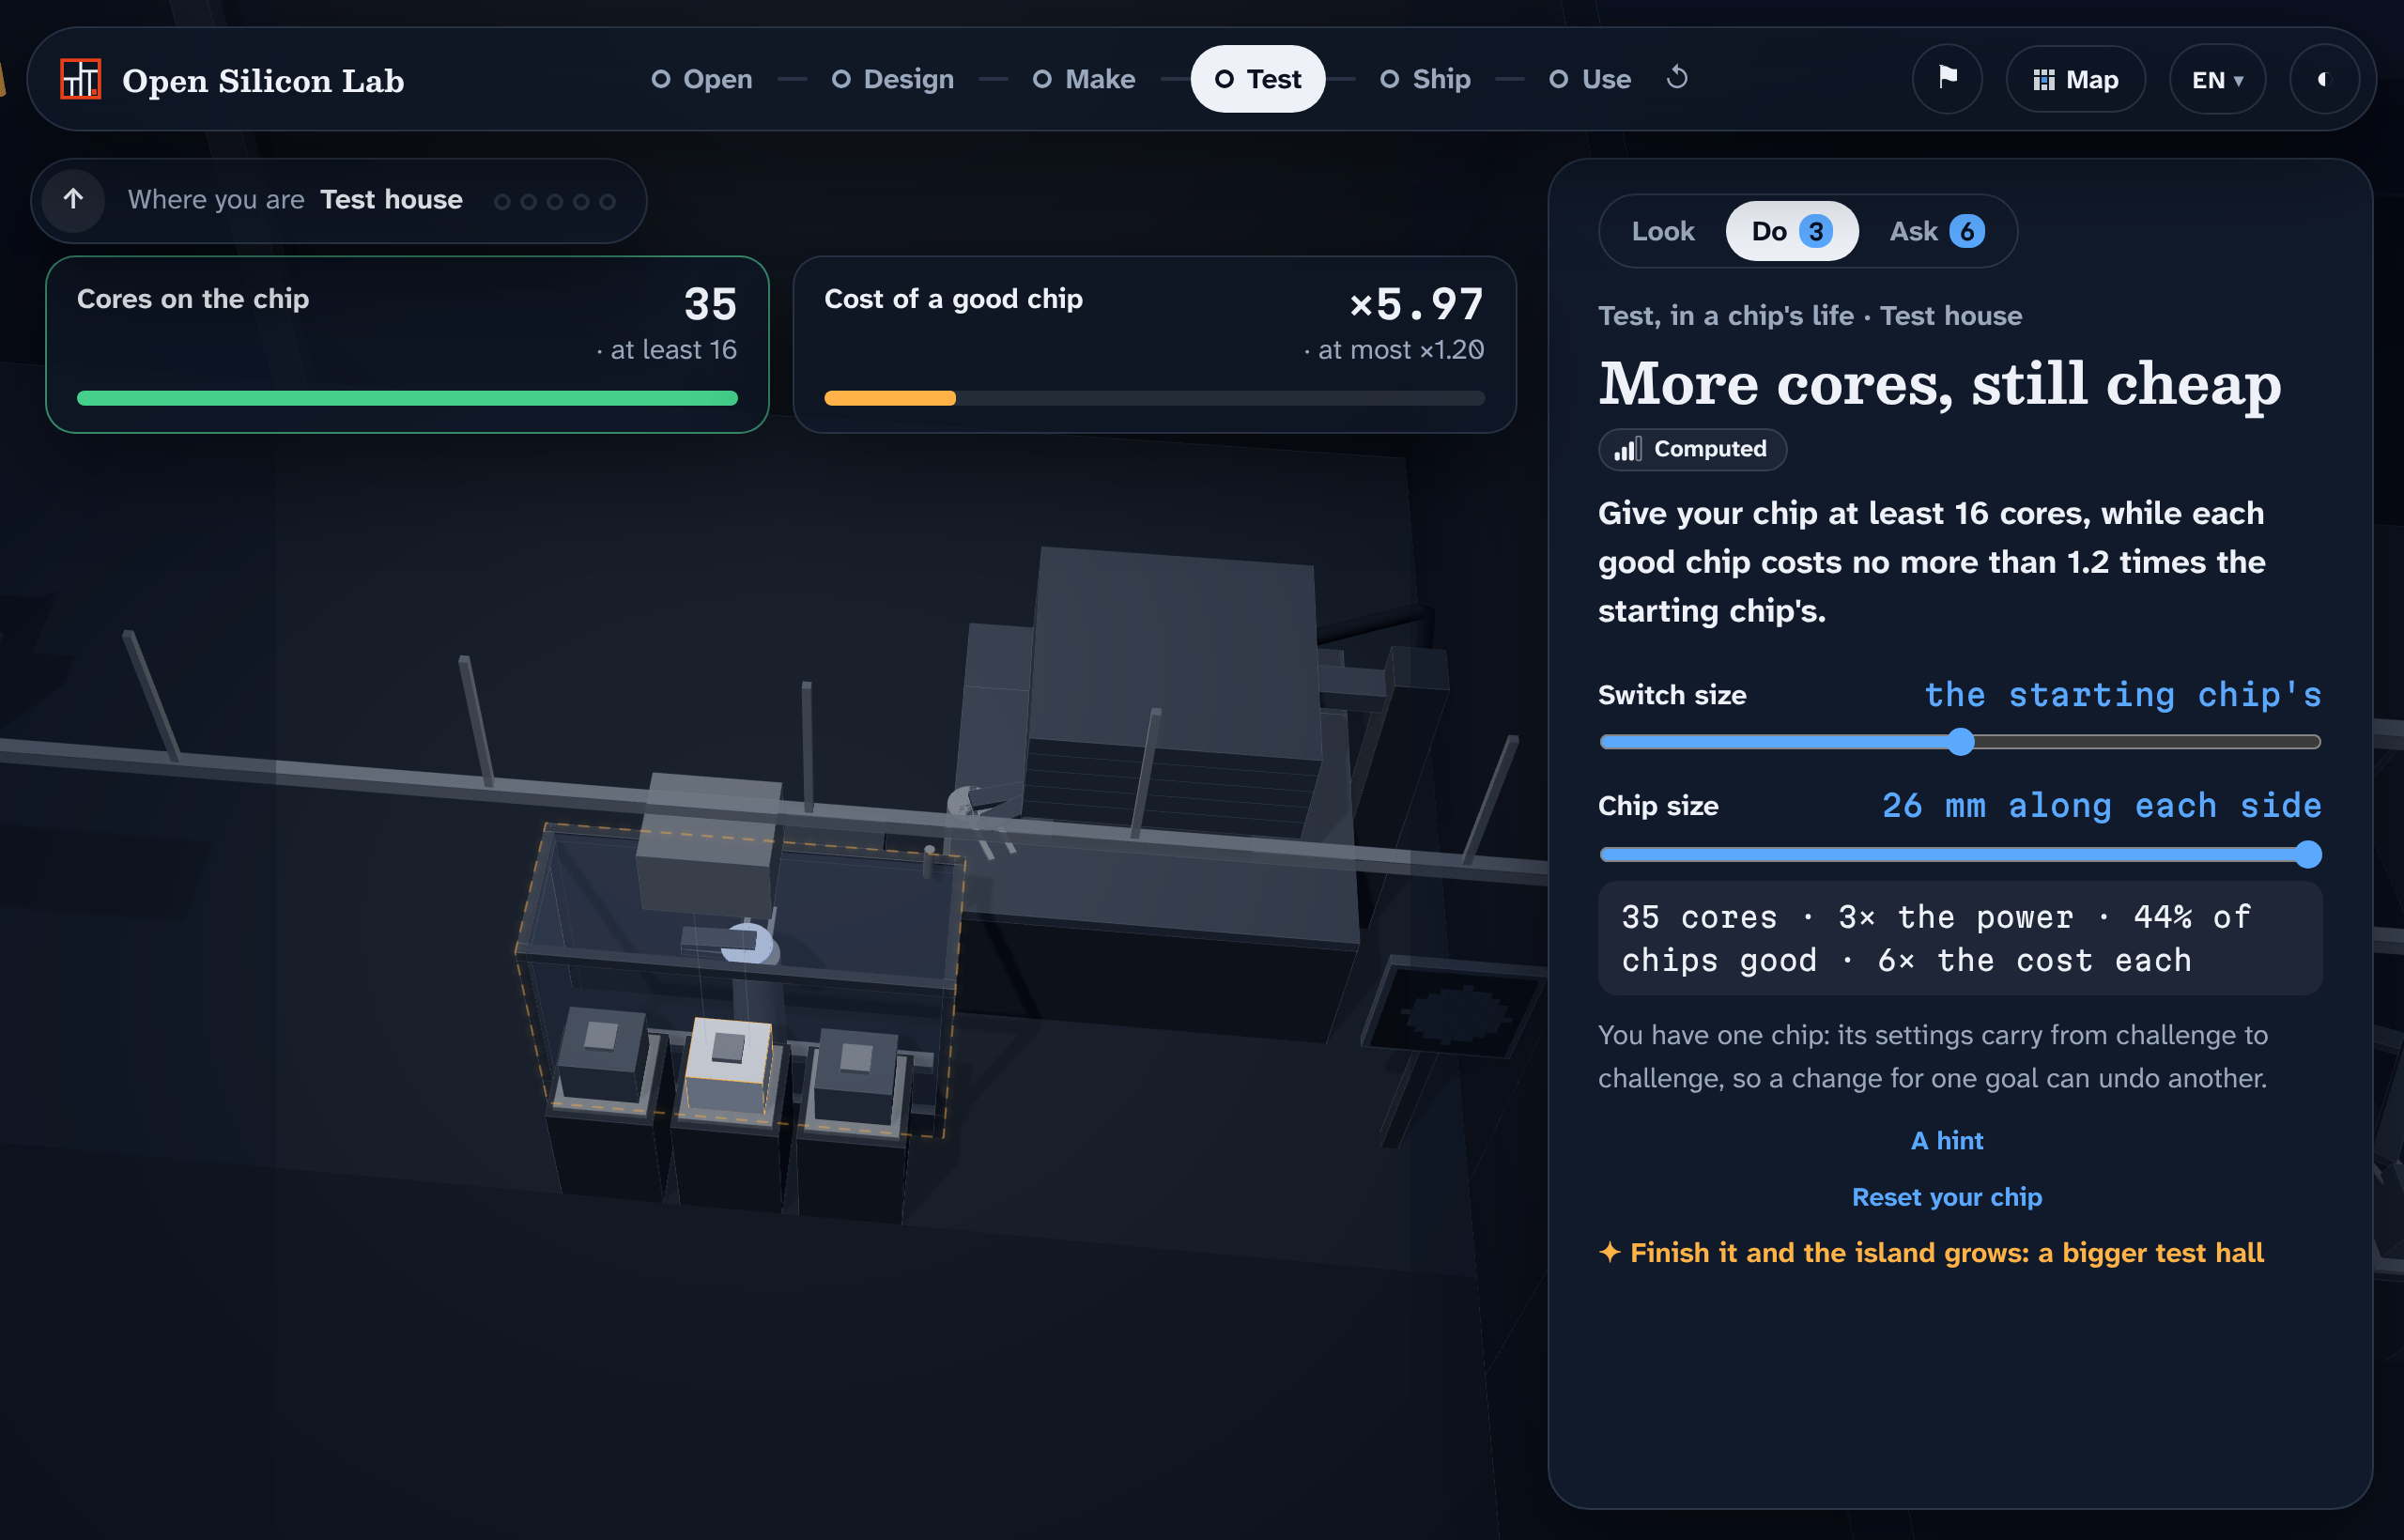 Open Silicon Lab
Open
Design
Make
Test
Ship
Use
Map
EN
Where you are Test house
Cores on the chip
35
· at least 16
Cost of a good chip
×5.97
· at most ×1.20
Look
Do 3
Ask 6
Test, in a chip's life · Test house
More cores, still cheap
Computed
Give your chip at least 16 cores, while each
good chip costs no more than 1.2 times the
starting chip's.
Switch size
the starting chip's
Chip size
26 mm along each side
35 cores · 3× the power · 44% of
chips good · 6× the cost each
You have one chip: its settings carry from challenge to
challenge, so a change for one goal can undo another.
A hint
Reset your chip
✦ Finish it and the island grows: a bigger test hall